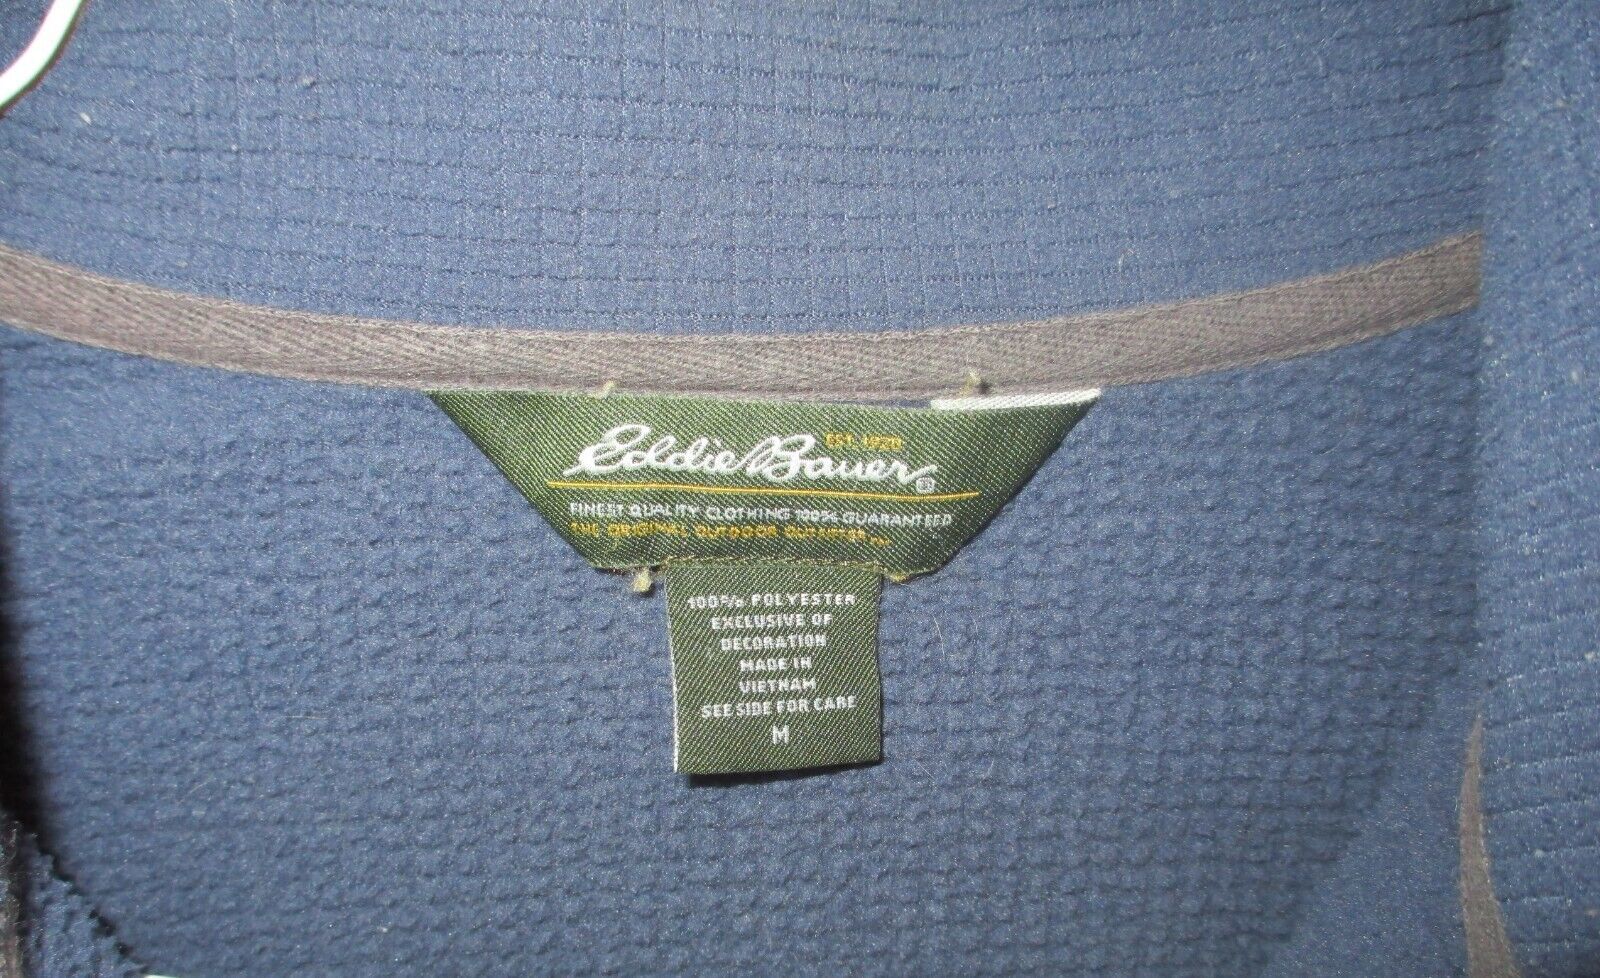 EST. 1920
Eddie Bauer®
FINEST QUALITY CLOTHING 100% GUARANTEED
THE ORIGINAL OUTDOOR OUTFITTER
100% POLYESTER
EXCLUSIVE OF
DECORATION
MADE IN
VIETNAM
SEE SIDE FOR CARE
M